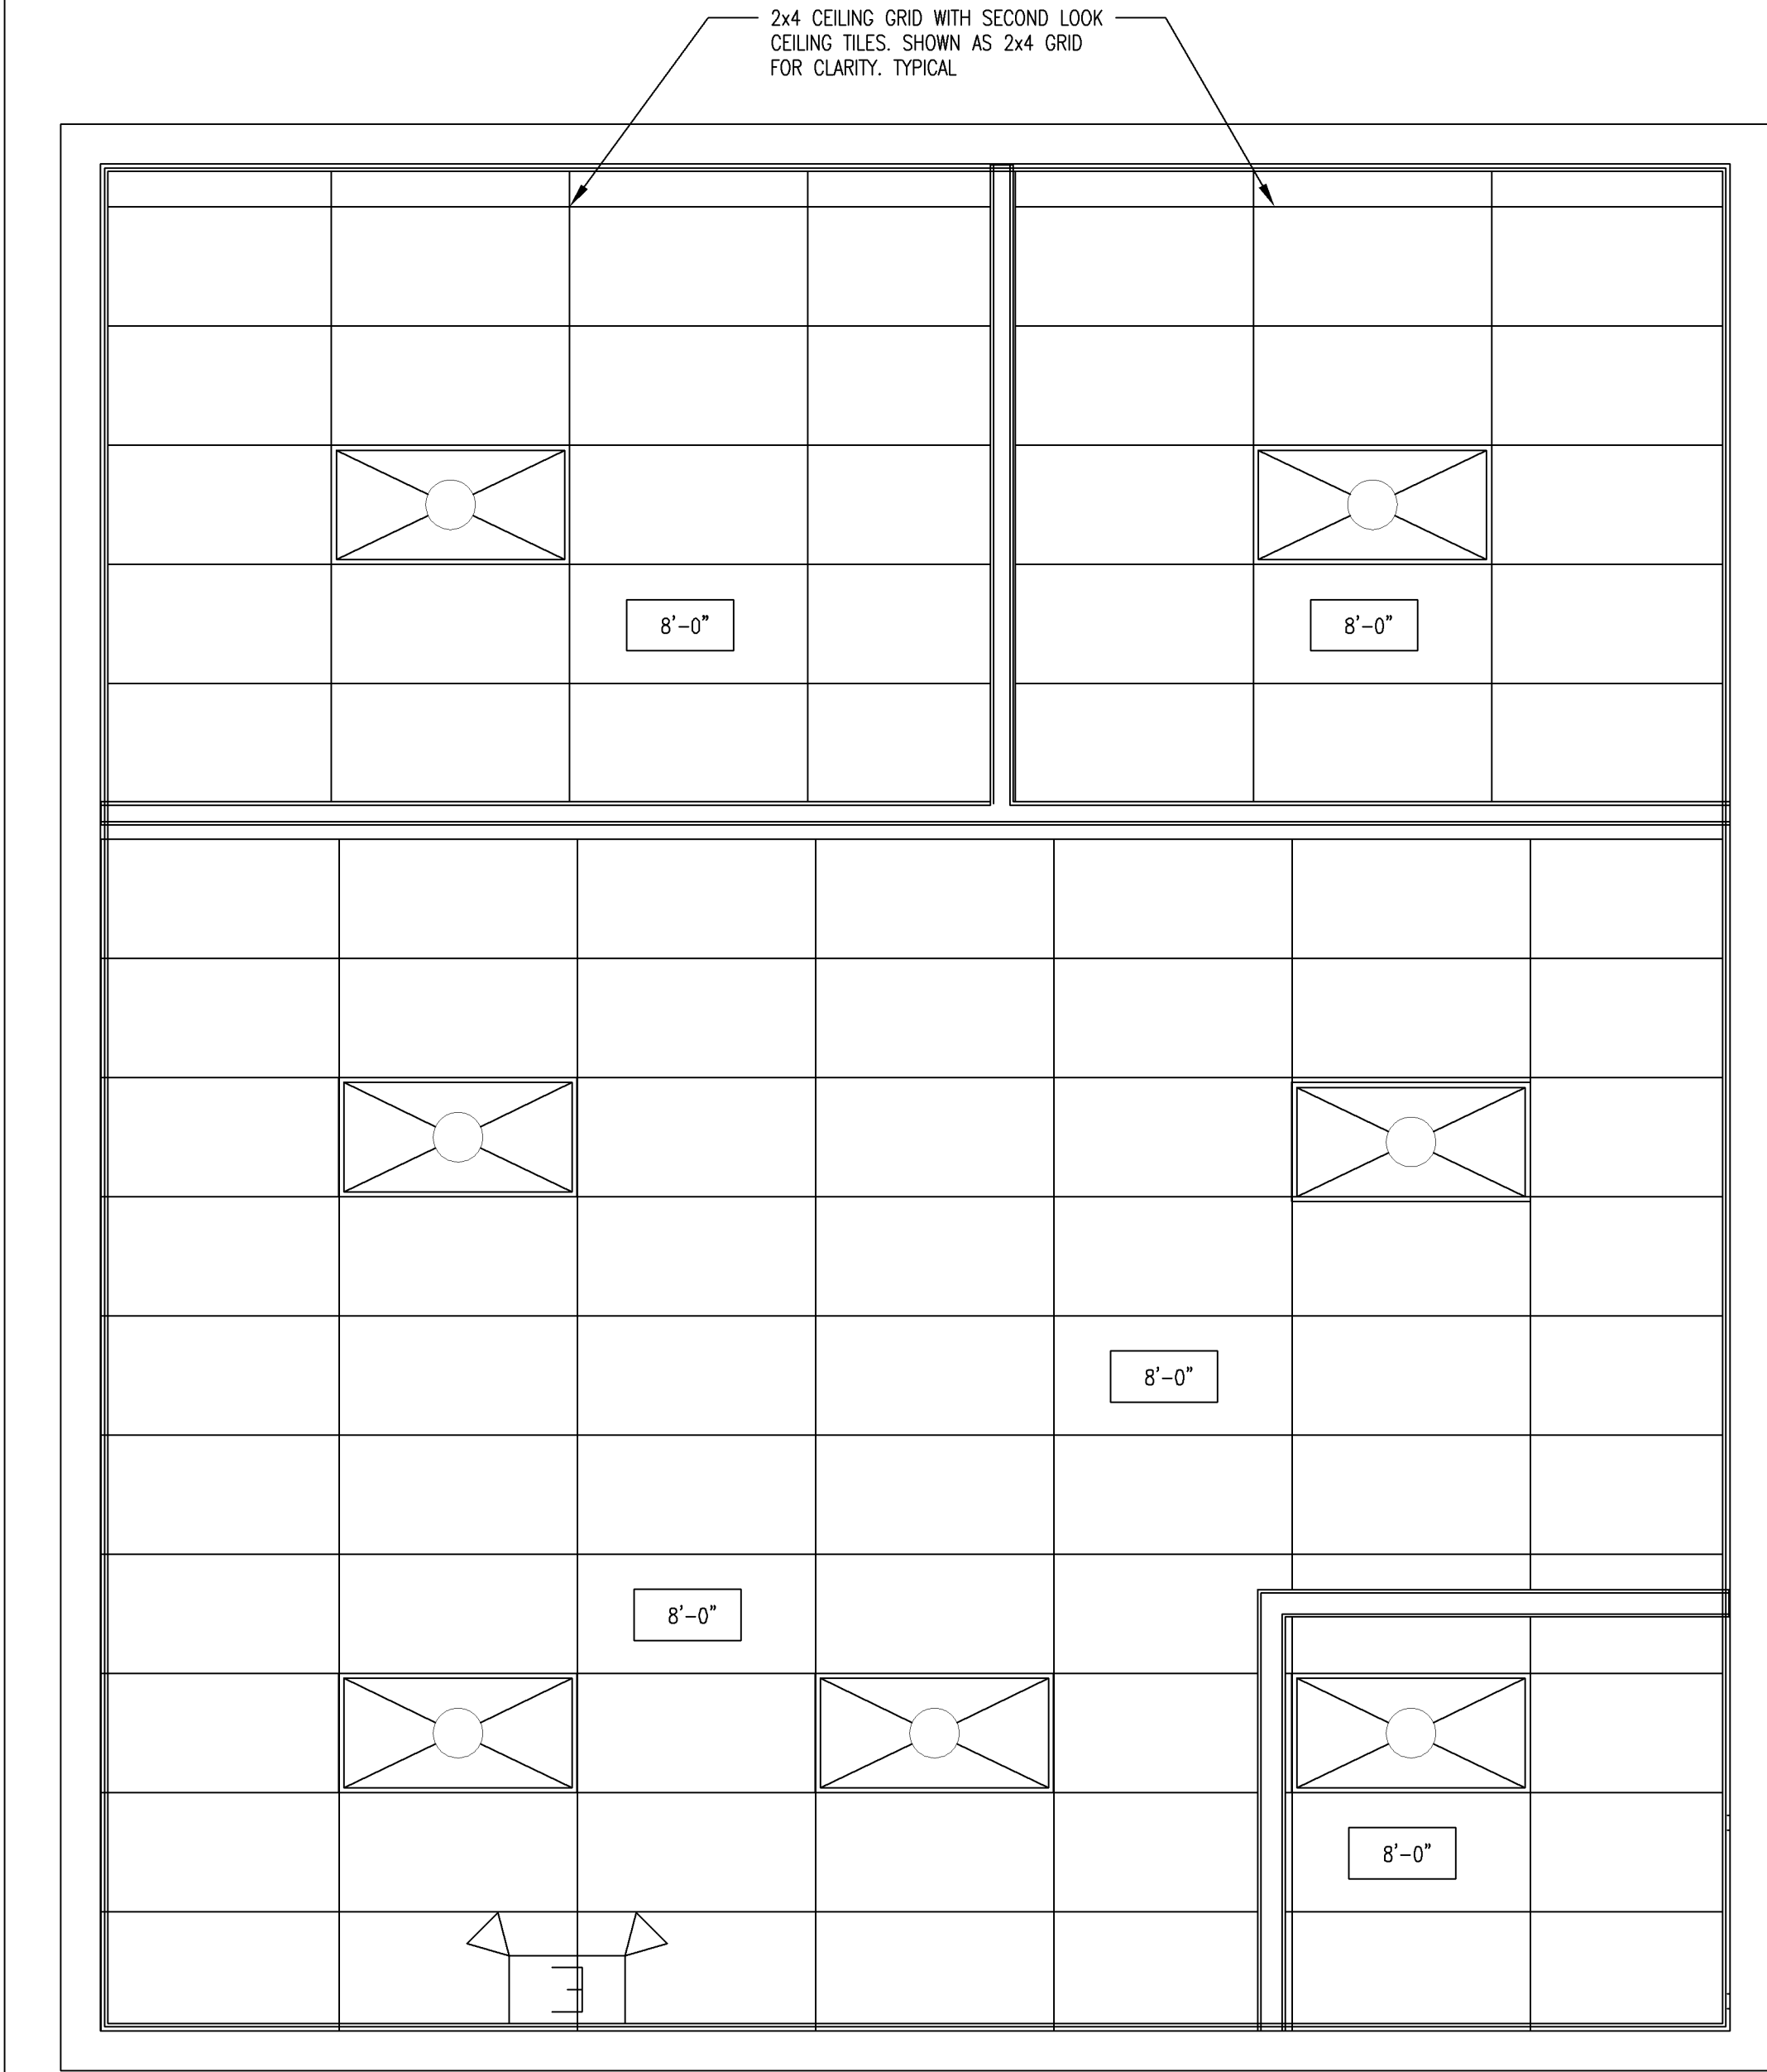 2x4 CEILING GRID WITH SECOND LOOK
CEILING TILES. SHOWN AS 2x4 GRID
FOR CLARITY. TYPICAL
8'-0"
8'-0"
8'-0"
8'-0"
8'-0"
E